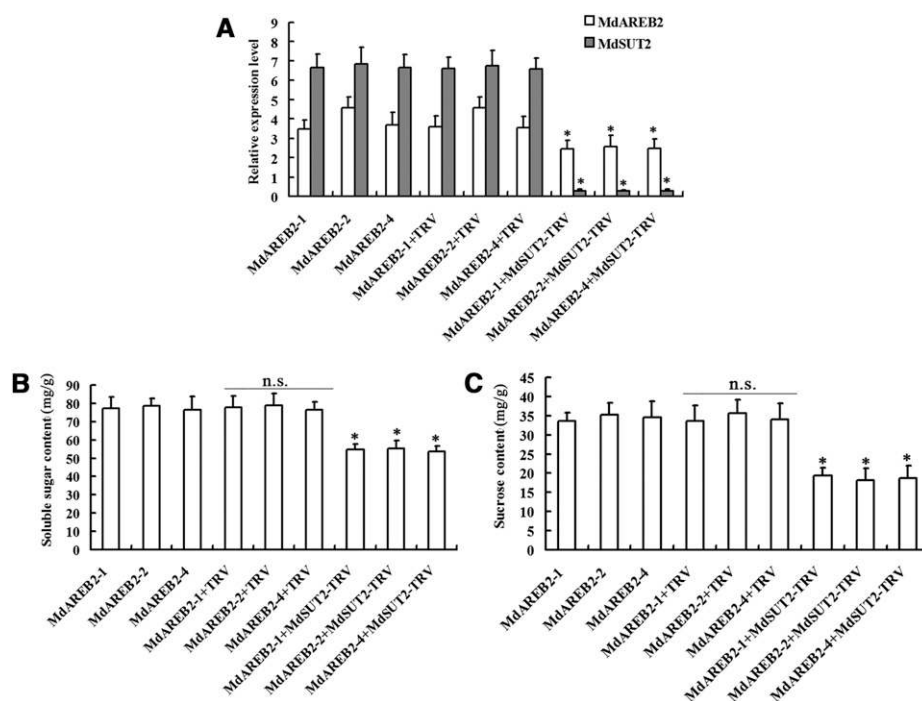 A
MdAREB2
MdSUT2
Relative expression level
9
8
7
6
5
4
3
2
1
0
* * *
* * *
MdAREB2-1
MdAREB2-2
MdAREB2-4
MdAREB2-1+TRV
MdAREB2-2+TRV
MdAREB2-4+TRV
MdAREB2-1+MdSUT2-TRV
MdAREB2-2+MdSUT2-TRV
MdAREB2-4+MdSUT2-TRV
B
Soluble sugar content (mg/g)
90
80
70
60
50
40
30
20
10
0
n.s.
* * *
MdAREB2-1
MdAREB2-2
MdAREB2-4
MdAREB2-1+TRV
MdAREB2-2+TRV
MdAREB2-4+TRV
MdAREB2-1+MdSUT2-TRV
MdAREB2-2+MdSUT2-TRV
MdAREB2-4+MdSUT2-TRV
C
Sucrose content (mg/g)
45
40
35
30
25
20
15
10
5
0
n.s.
* * *
MdAREB2-1
MdAREB2-2
MdAREB2-4
MdAREB2-1+TRV
MdAREB2-2+TRV
MdAREB2-4+TRV
MdAREB2-1+MdSUT2-TRV
MdAREB2-2+MdSUT2-TRV
MdAREB2-4+MdSUT2-TRV